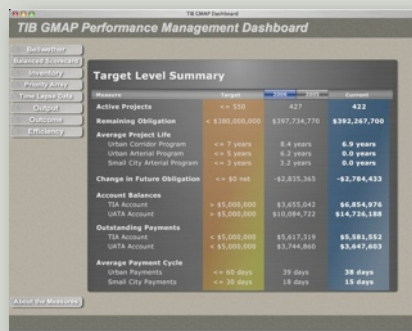 TIB GMAP Dashboard
TIB GMAP Performance Management Dashboard
Bellwether
Balanced Scorecard
Inventory
Priority Array
Time Lapse Data
Output
Outcome
Efficiency
About the Measures
Target Level Summary
Measure Target 2006 2005 Current
Active Projects <= 350 427 422
Remaining Obligation < $380,000,000 $397,734,770 $392,267,700
Average Project Life
Urban Corridor Program <= 7 years 8.4 years 6.9 years
Urban Arterial Program <= 5 years 6.2 years 0.0 years
Small City Arterial Program <= 3 years 3.2 years 0.0 years
Change in Future Obligation <= $0 net -$2,835,365 -$2,784,433
Account Balances
TIA Account > $5,000,000 $3,655,042 $6,854,976
UATA Account > $5,000,000 $10,084,722 $14,726,188
Outstanding Payments
TIA Account < $5,000,000 $5,617,319 $5,581,552
UATA Account < $5,000,000 $3,744,860 $3,647,603
Average Payment Cycle
Urban Payments <= 60 days 39 days 38 days
Small City Payments <= 30 days 18 days 15 days